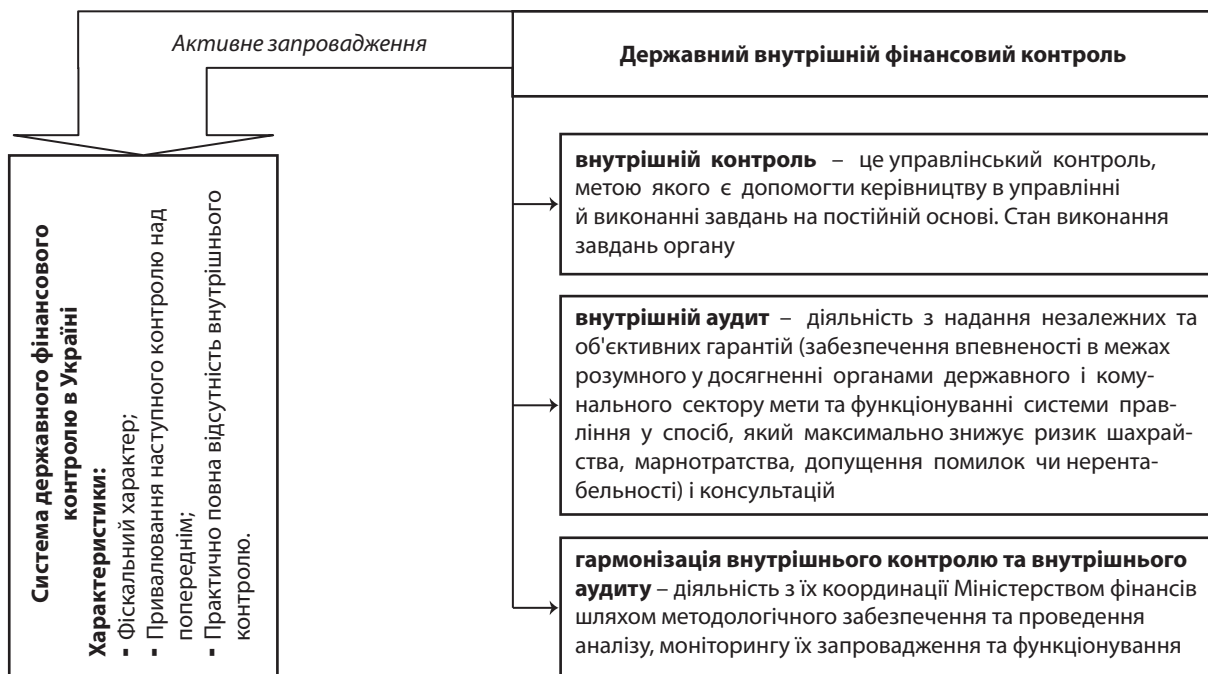 Активне запровадження
Державний внутрішній фінансовий контроль
Система державного фінансового
контролю в Україні
Характеристики:
- Фіскальний характер;
- Привалювання наступного контролю над
попереднім;
- Практично повна відсутність внутрішнього
контролю.
внутрішній контроль – це управлінський контроль,
метою якого є допомогти керівництву в управлінні
й виконанні завдань на постійній основі. Стан виконання
завдань органу
внутрішній аудит – діяльність з надання незалежних та
об'єктивних гарантій (забезпечення впевненості в межах
розумного у досягненні органами державного і кому-
нального сектору мети та функціонуванні системи прав-
ління у спосіб, який максимально знижує ризик шахрай-
ства, марнотратства, допущення помилок чи нерента-
бельності) і консультацій
гармонізація внутрішнього контролю та внутрішнього
аудиту – діяльність з їх координації Міністерством фінансів
шляхом методологічного забезпечення та проведення
аналізу, моніторингу їх запровадження та функціонування